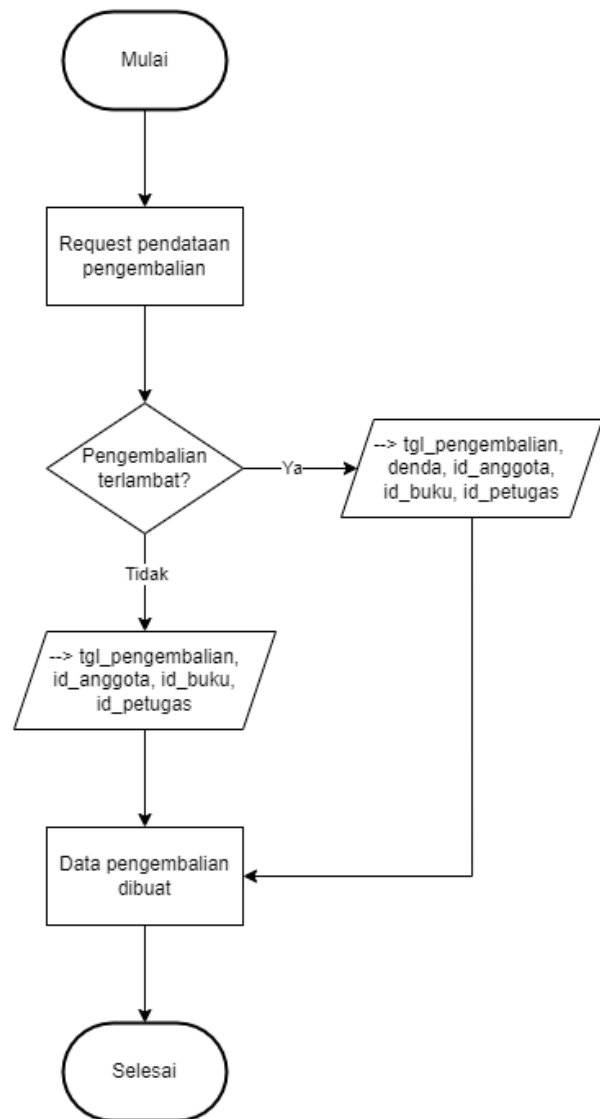 Mulai
Request pendataan
pengembalian
Pengembalian
terlambat?
Ya
--> tgl_pengembalian,
denda, id_anggota,
id_buku, id_petugas
Tidak
--> tgl_pengembalian,
id_anggota, id_buku,
id_petugas
Data pengembalian
dibuat
Selesai